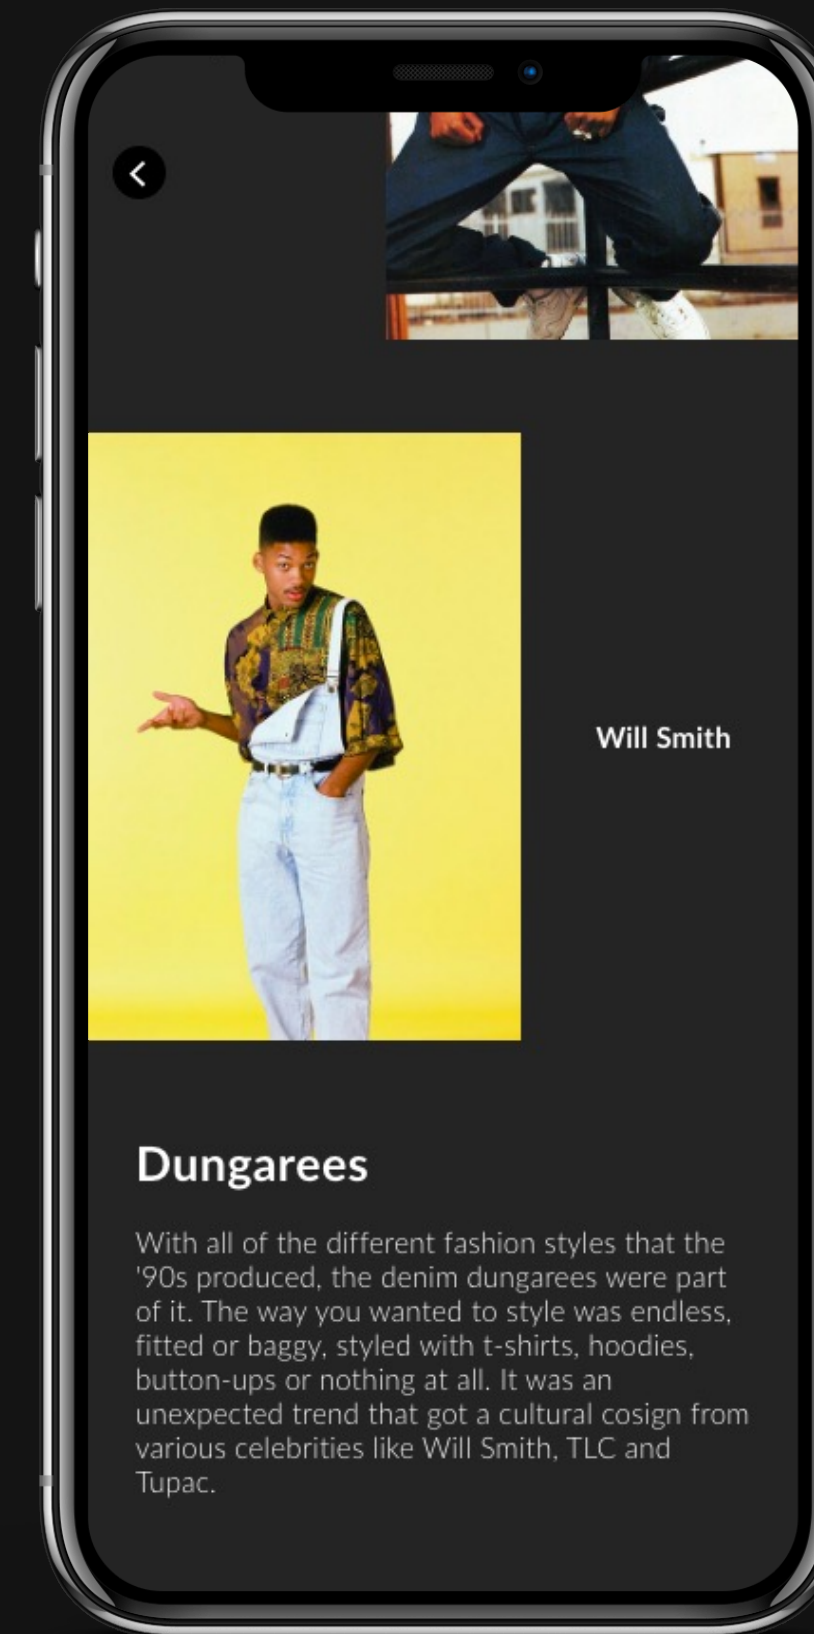 Will Smith
Dungarees
With all of the different fashion styles that the
'90s produced, the denim dungarees were part
of it. The way you wanted to style was endless,
fitted or baggy, styled with t-shirts, hoodies,
button-ups or nothing at all. It was an
unexpected trend that got a cultural cosign from
various celebrities like Will Smith, TLC and
Tupac.